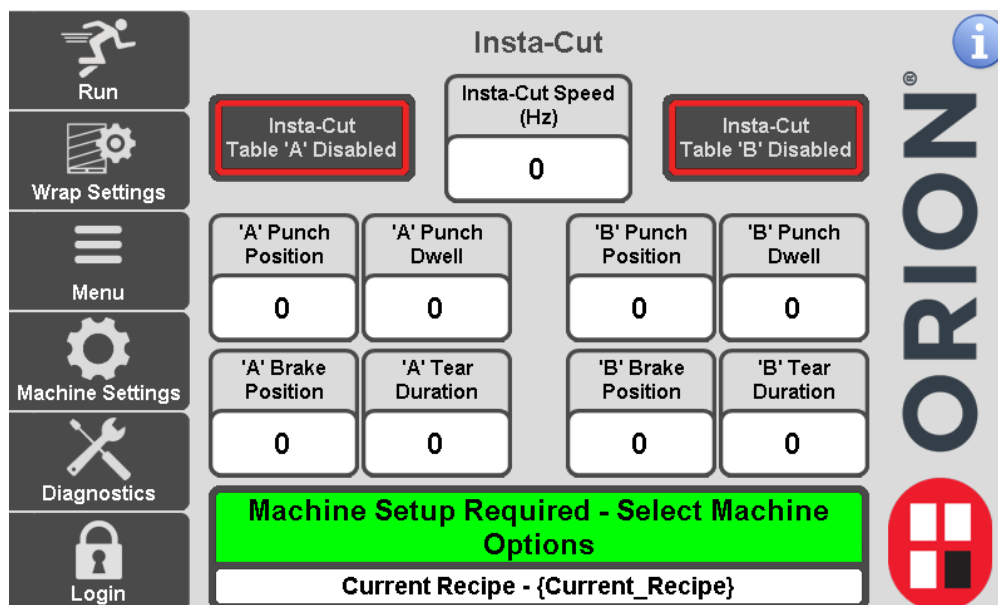 Run
Wrap Settings
Menu
Machine Settings
Diagnostics
Login
Insta-Cut
i
Insta-Cut
Table 'A' Disabled
Insta-Cut Speed
(Hz)
0
Insta-Cut
Table 'B' Disabled
'A' Punch
Position
0
'A' Punch
Dwell
0
'B' Punch
Position
0
'B' Punch
Dwell
0
'A' Brake
Position
0
'A' Tear
Duration
0
'B' Brake
Position
0
'B' Tear
Duration
0
Machine Setup Required - Select Machine
Options
Current Recipe - {Current_Recipe}
ORION®